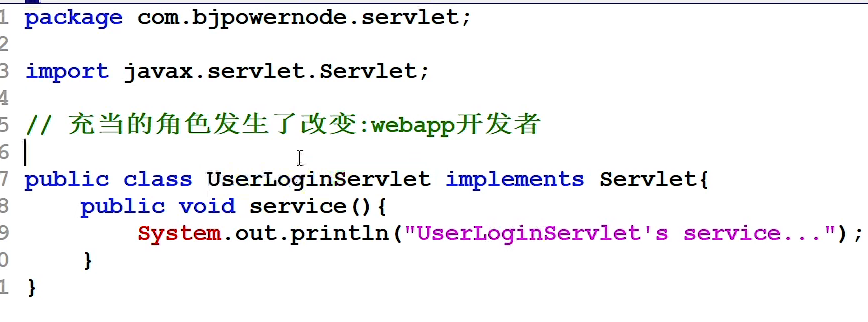 1 package com.bjpowernode.servlet;
2
3 import javax.servlet.Servlet;
4
5 // 充当的角色发生了改变:webapp开发者
6
7 public class UserLoginServlet implements Servlet{
8     public void service(){
9         System.out.println("UserLoginServlet's service...");
0     }
1 }